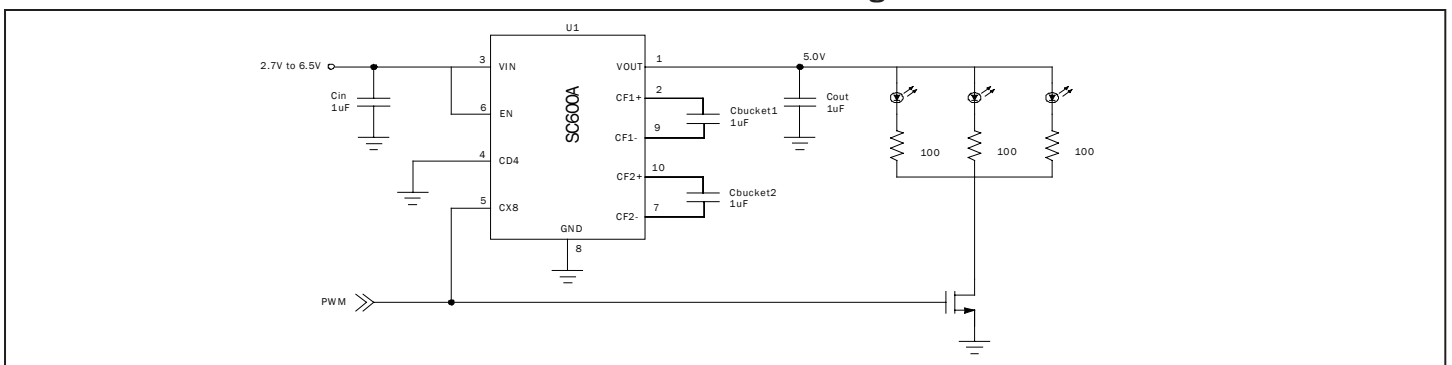 U1
2.7V to 6.5V
Cin
1uF
3
VIN
6
EN
4
CD4
5
CX8
SC600A
GND
8
VOUT
1
CF1+
2
CF1-
9
CF2+
10
CF2-
7
Cbucket1
1uF
Cbucket2
1uF
5.0V
Cout
1uF
100
100
100
PWM